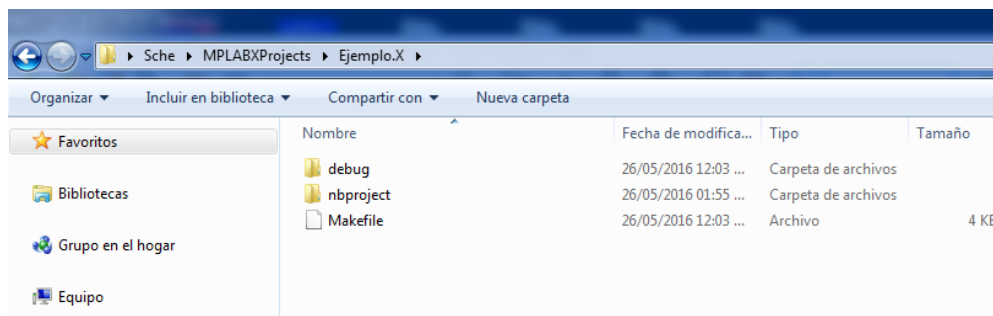 Sche MPLABXProjects Ejemplo.X
Organizar Incluir en biblioteca Compartir con Nueva carpeta
Favoritos
Bibliotecas
Grupo en el hogar
Equipo
Nombre Fecha de modifica... Tipo Tamaño
debug 26/05/2016 12:03 ... Carpeta de archivos
nbproject 26/05/2016 01:55 ... Carpeta de archivos
Makefile 26/05/2016 12:03 ... Archivo 4 KB